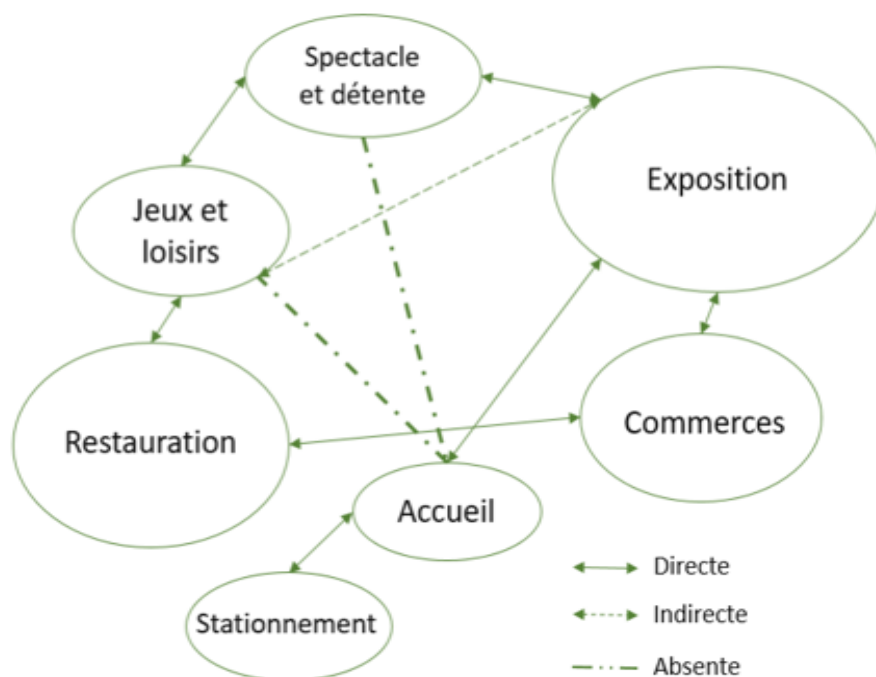 Spectacle
et détente
Exposition
Jeux et
loisirs
Restauration
Commerces
Accueil
Stationnement
Directe
Indirecte
Absente